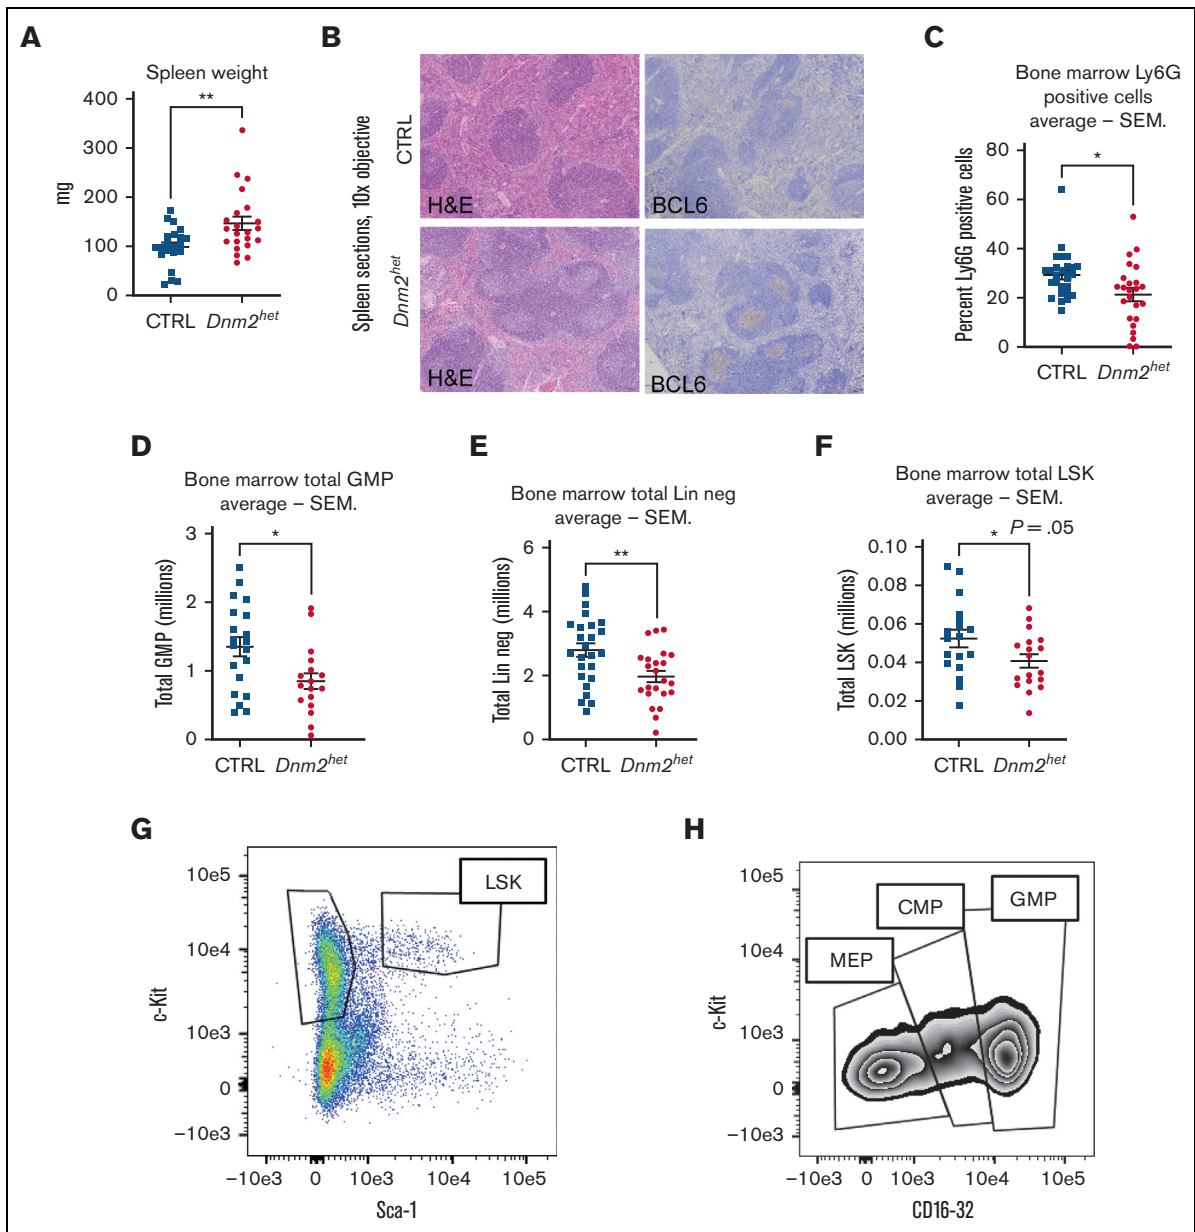 A
Spleen weight
**
400
300
200
100
0
mg
CTRL Dnm2het
B
Spleen sections, 10x objective
CTRL
Dnm2het
H&E
BCL6
H&E
BCL6
C
Bone marrow Ly6G
positive cells
average – SEM.
*
80
60
40
20
0
Percent Ly6G positive cells
CTRL Dnm2het
D
Bone marrow total GMP
average – SEM.
*
3
2
1
0
Total GMP (millions)
CTRL Dnm2het
E
Bone marrow total Lin neg
average – SEM.
**
6
4
2
0
Total Lin neg (millions)
CTRL Dnm2het
F
Bone marrow total LSK
average – SEM.
P = .05
*
0.10
0.08
0.06
0.04
0.02
0.00
Total LSK (millions)
CTRL Dnm2het
G
LSK
10e5
10e4
10e3
0
−10e3
c-Kit
−10e3 0 10e3 10e4 10e5
Sca-1
H
GMP
CMP
MEP
10e5
10e4
10e3
0
−10e3
c-Kit
−10e3 0 10e3 10e4 10e5
CD16-32